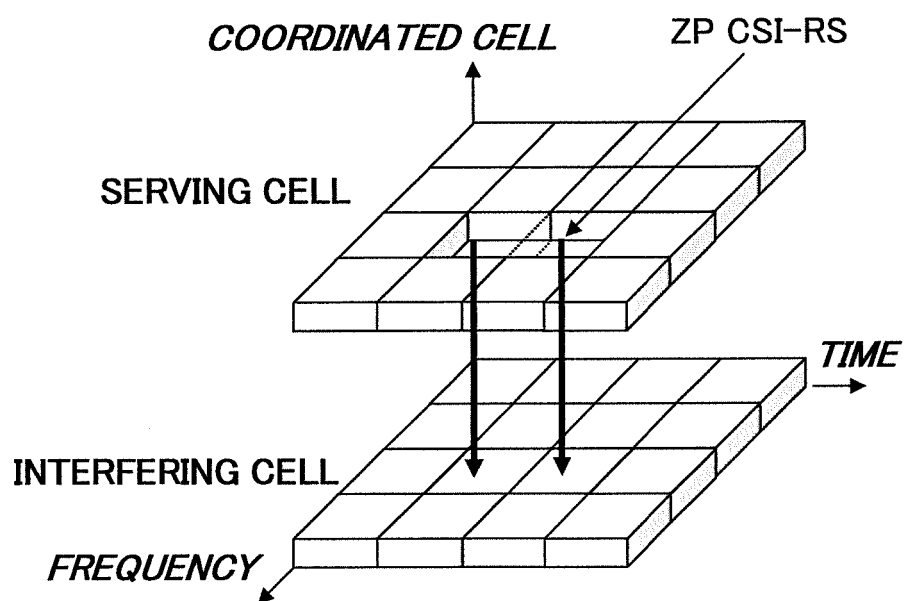 COORDINATED CELL
ZP CSI-RS
SERVING CELL
TIME
INTERFERING CELL
FREQUENCY